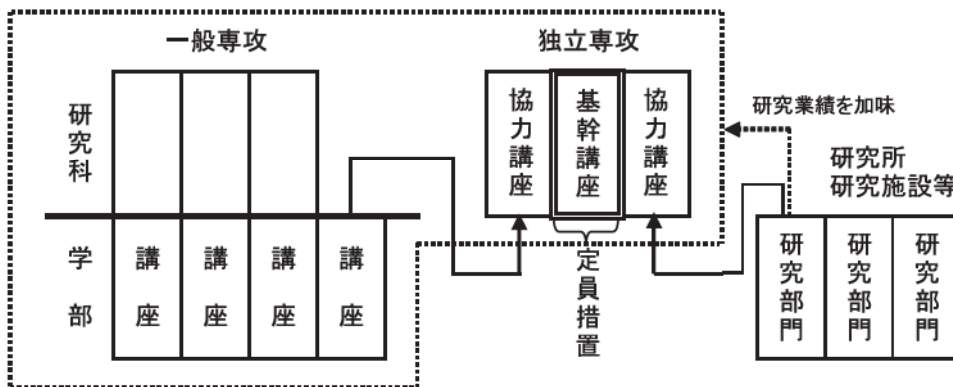 一般専攻
独立専攻
研究科
協力講座
基幹講座
協力講座
研究業績を加味
研究所
研究施設等
学部
講座
講座
講座
講座
定員措置
研究部門
研究部門
研究部門